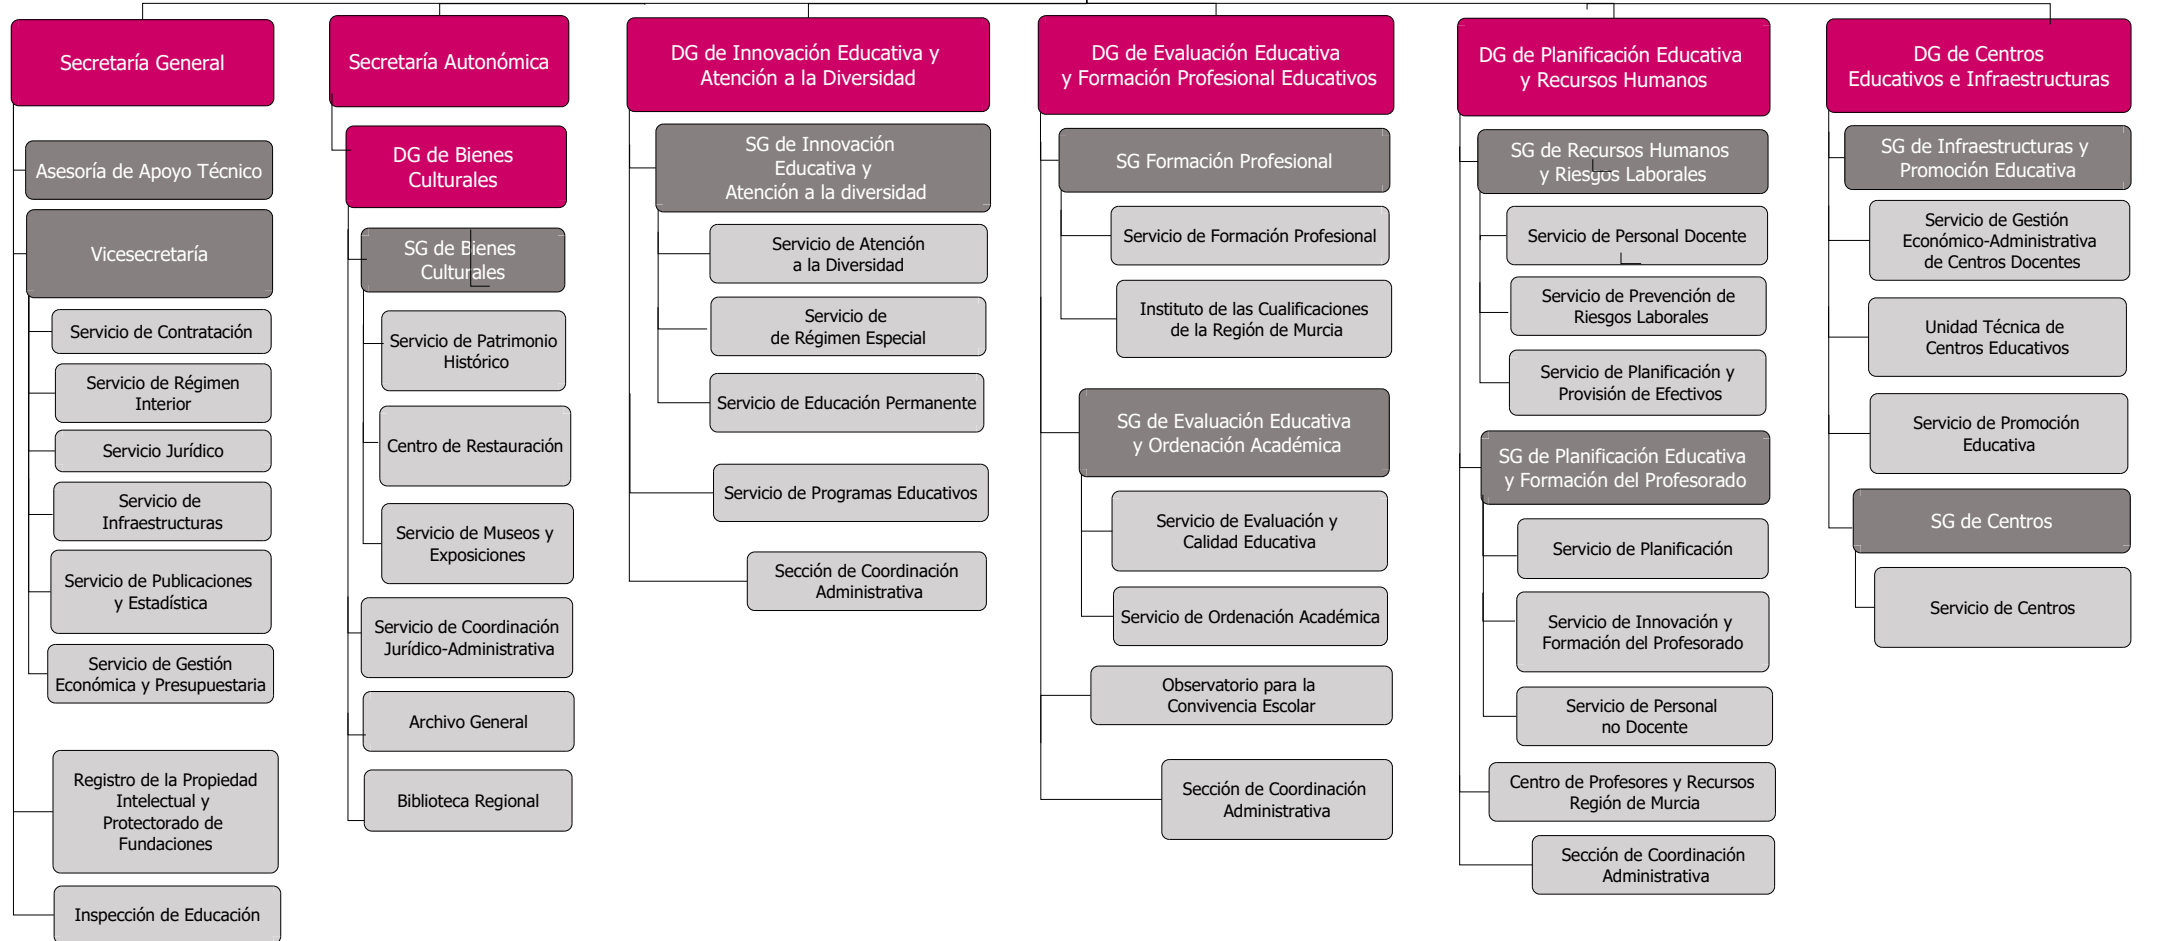 Secretaría General
Asesoría de Apoyo Técnico
Vicesecretaría
Servicio de Contratación
Servicio de Régimen
Interior
Servicio Jurídico
Servicio de
Infraestructuras
Servicio de Publicaciones
y Estadística
Servicio de Gestión
Económica y Presupuestaria
Registro de la Propiedad
Intelectual y
Protectorado de
Fundaciones
Inspección de Educación
Secretaría Autonómica
DG de Bienes
Culturales
SG de Bienes
Culturales
Servicio de Patrimonio
Histórico
Centro de Restauración
Servicio de Museos y
Exposiciones
Servicio de Coordinación
Jurídico-Administrativa
Archivo General
Biblioteca Regional
DG de Innovación Educativa y
Atención a la Diversidad
SG de Innovación
Educativa y
Atención a la diversidad
Servicio de Atención
a la Diversidad
Servicio de
de Régimen Especial
Servicio de Educación Permanente
Servicio de Programas Educativos
Sección de Coordinación
Administrativa
DG de Evaluación Educativa
y Formación Profesional Educativos
SG Formación Profesional
Servicio de Formación Profesional
Instituto de las Cualificaciones
de la Región de Murcia
SG de Evaluación Educativa
y Ordenación Académica
Servicio de Evaluación y
Calidad Educativa
Servicio de Ordenación Académica
Observatorio para la
Convivencia Escolar
Sección de Coordinación
Administrativa
DG de Planificación Educativa
y Recursos Humanos
SG de Recursos Humanos
y Riesgos Laborales
Servicio de Personal Docente
Servicio de Prevención de
Riesgos Laborales
Servicio de Planificación y
Provisión de Efectivos
SG de Planificación Educativa
y Formación del Profesorado
Servicio de Planificación
Servicio de Innovación y
Formación del Profesorado
Servicio de Personal
no Docente
Centro de Profesores y Recursos
Región de Murcia
Sección de Coordinación
Administrativa
DG de Centros
Educativos e Infraestructuras
SG de Infraestructuras y
Promoción Educativa
Servicio de Gestión
Económico-Administrativa
de Centros Docentes
Unidad Técnica de
Centros Educativos
Servicio de Promoción
Educativa
SG de Centros
Servicio de Centros